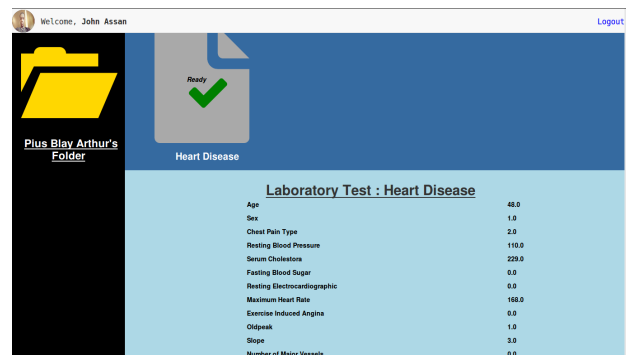 Welcome, John Assan
Logout
Ready
Pius Blay Arthur's
Folder
Heart Disease
Laboratory Test : Heart Disease
Age 48.0
Sex 1.0
Chest Pain Type 2.0
Resting Blood Pressure 110.0
Serum Cholestora 229.0
Fasting Blood Sugar 0.0
Resting Electrocardiographic 0.0
Maximum Heart Rate 168.0
Exercise Induced Angina 0.0
Oldpeak 1.0
Slope 3.0
Number of Major Vessels 0.0